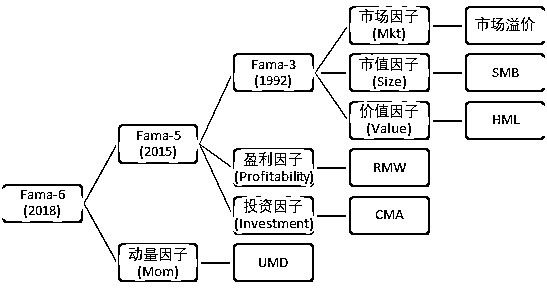 市场因子
(Mkt)
市场溢价
Fama-3
(1992)
市值因子
(Size)
SMB
价值因子
(Value)
HML
Fama-5
(2015)
盈利因子
(Profitability)
RMW
Fama-6
(2018)
投资因子
(Investment)
CMA
动量因子
(Mom)
UMD